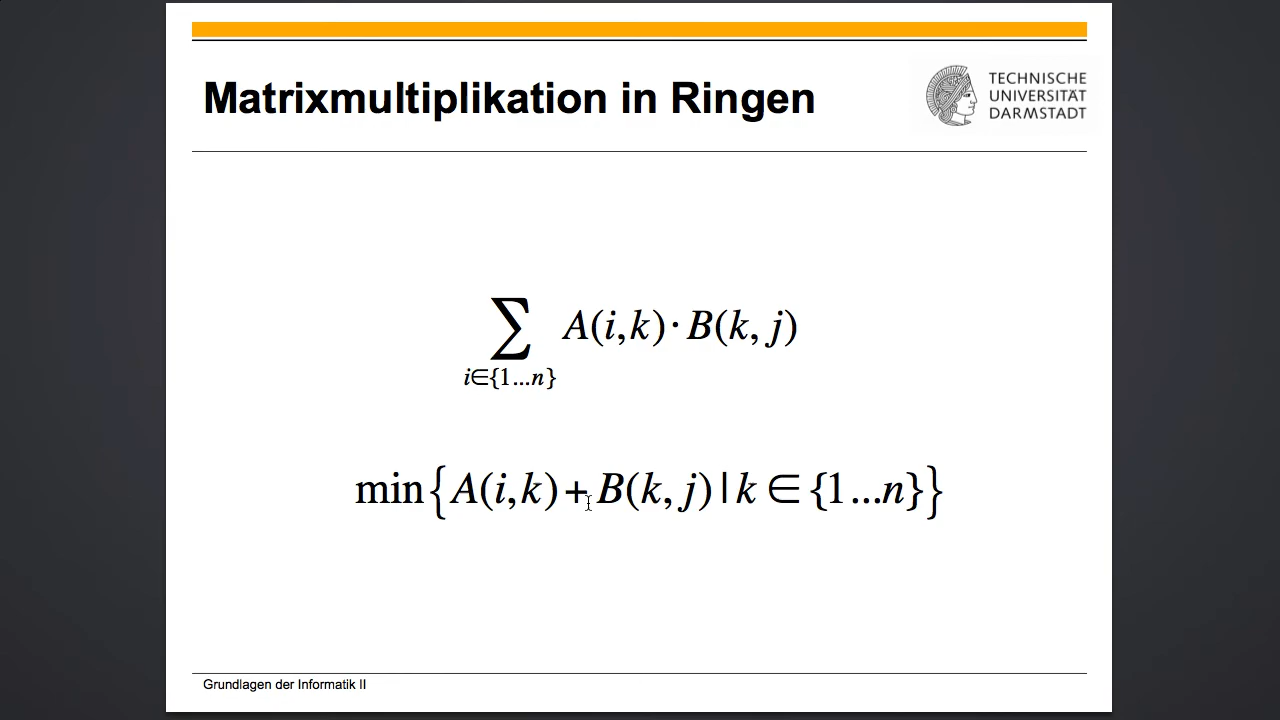 Matrixmultiplikation in Ringen
TECHNISCHE
UNIVERSITÄT
DARMSTADT
∑ A(i,k)·B(k,j)
i∈{1...n}
min{A(i,k)+B(k,j)|k∈{1...n}}
Grundlagen der Informatik II